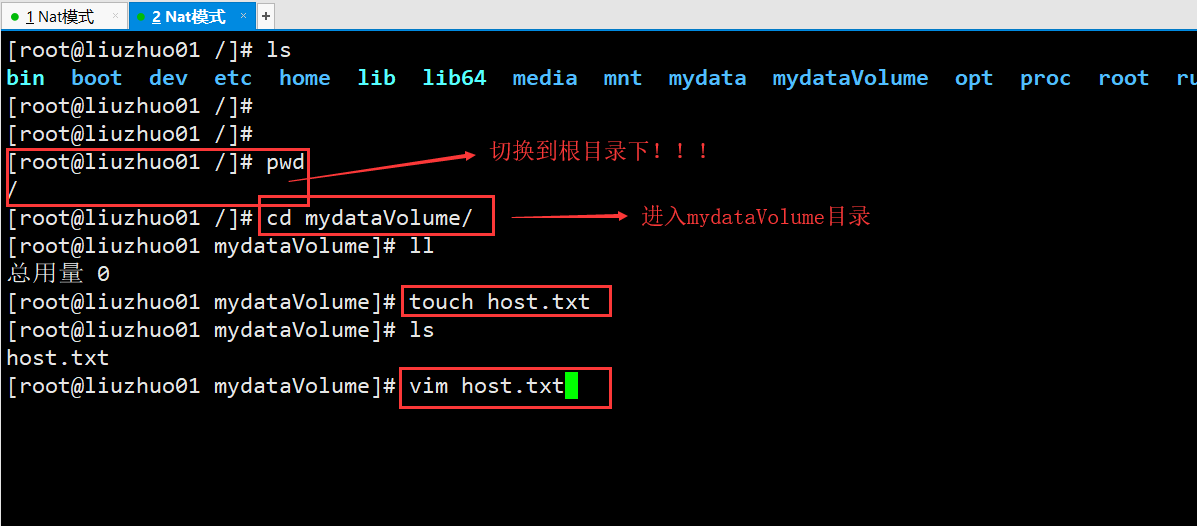 1 Nat模式 × 2 Nat模式 × +
[root@liuzhuo01 /]# ls
bin boot dev etc home lib lib64 media mnt mydata mydataVolume opt proc root ru
[root@liuzhuo01 /]#
[root@liuzhuo01 /]#
[root@liuzhuo01 /]# pwd 切换到根目录下！！！
/
[root@liuzhuo01 /]# cd mydataVolume/ 进入mydataVolume目录
[root@liuzhuo01 mydataVolume]# ll
总用量 0
[root@liuzhuo01 mydataVolume]# touch host.txt
[root@liuzhuo01 mydataVolume]# ls
host.txt
[root@liuzhuo01 mydataVolume]# vim host.txt